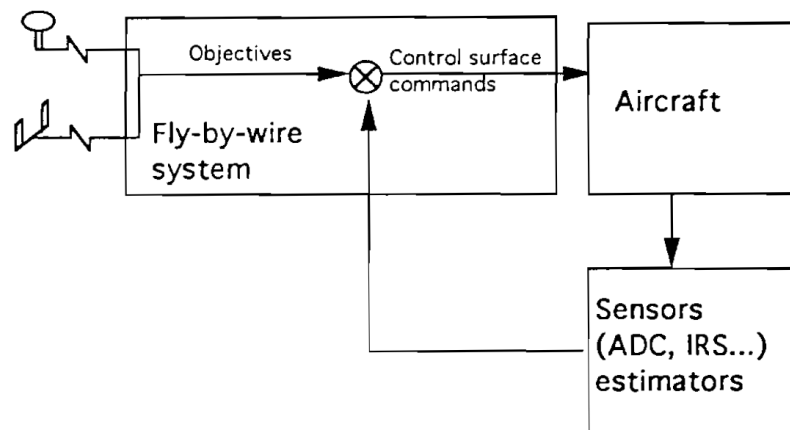 Objectives
Control surface
commands
Aircraft
Fly-by-wire
system
Sensors
(ADC, IRS...)
estimators